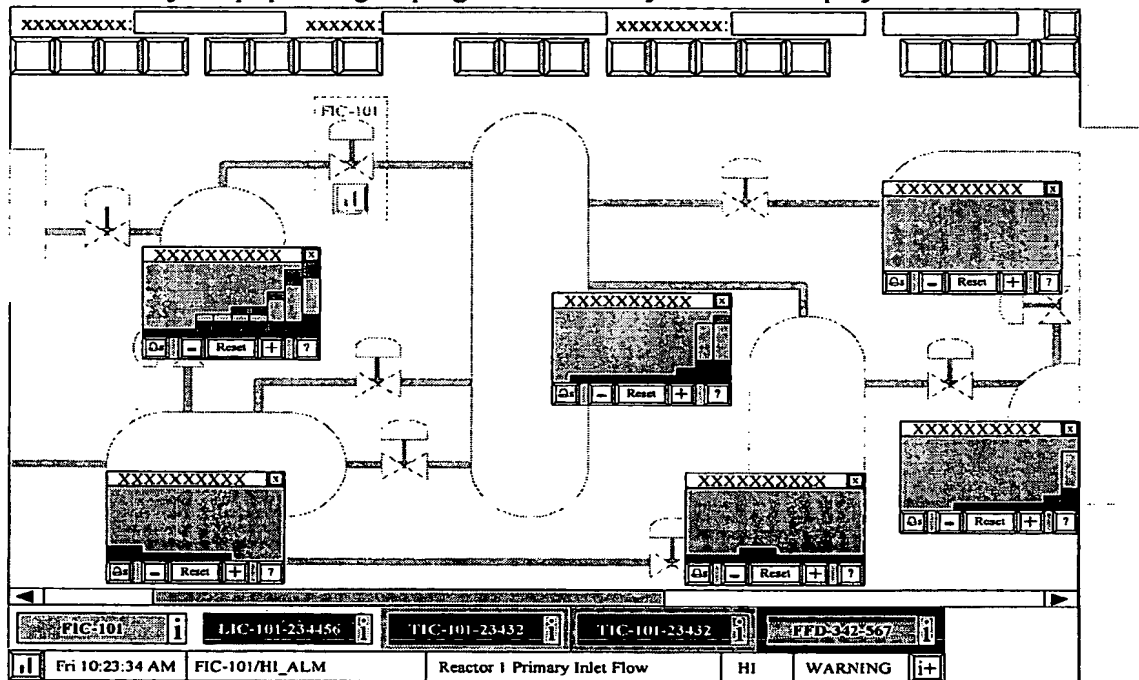 xxxxxxxxx: xxxxxx: xxxxxxxxx:
FIC-101
XXXXXXXXXX x
- Reset + ?
XXXXXXXXXX x
- Reset + ?
XXXXXXXXXX x
- Reset + ?
XXXXXXXXXX x
- Reset + ?
XXXXXXXXXX x
- Reset + ?
XXXXXXXXXX x
- Reset + ?
FIC-101 i LIC-101-234456 i TIC-101-23432 i TIC-101-23432 i FFD-342-567 i
Fri 10:23:34 AM FIC-101/HI_ALM Reactor 1 Primary Inlet Flow HI WARNING i+